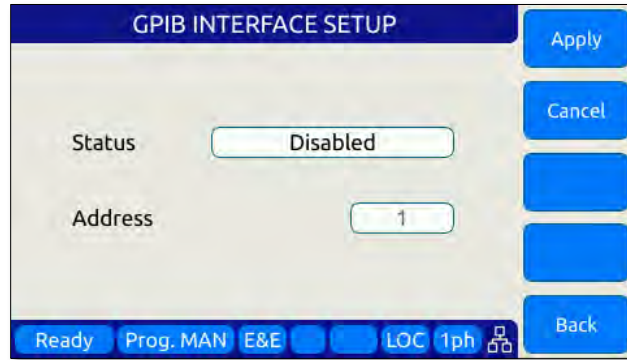 GPIB INTERFACE SETUP
Apply
Cancel
Status Disabled
Address 1
Back
Ready Prog. MAN E&E LOC 1ph